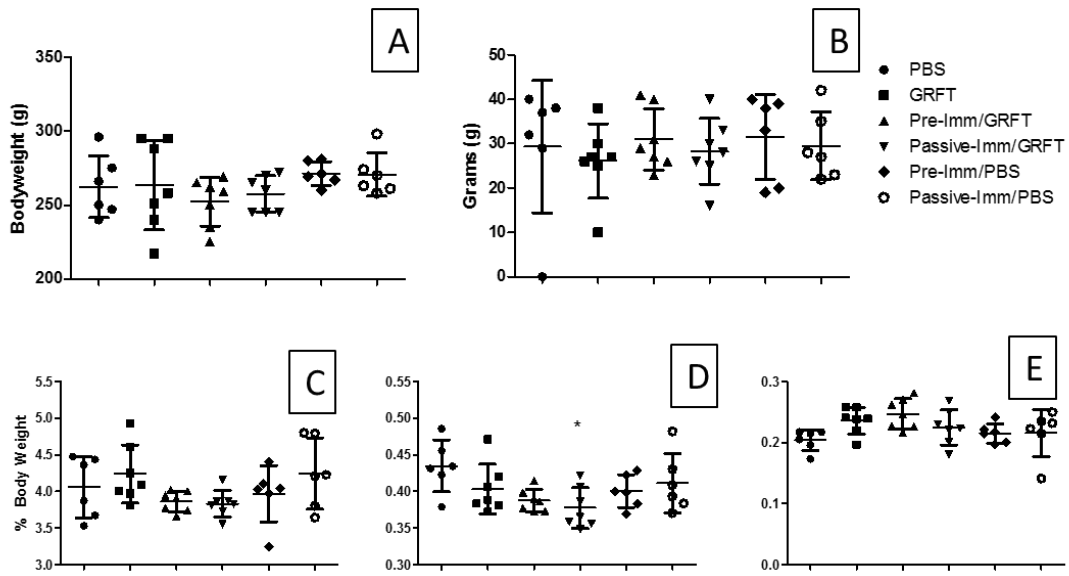 A
350
300
250
200
Bodyweight (g)
B
50
40
30
20
10
0
Grams (g)
PBS
GRFT
Pre-Imm/GRFT
Passive-Imm/GRFT
Pre-Imm/PBS
Passive-Imm/PBS
C
5.5
5.0
4.5
4.0
3.5
3.0
% Body Weight
D
0.55
0.50
0.45
0.40
0.35
0.30
*
E
0.3
0.2
0.1
0.0